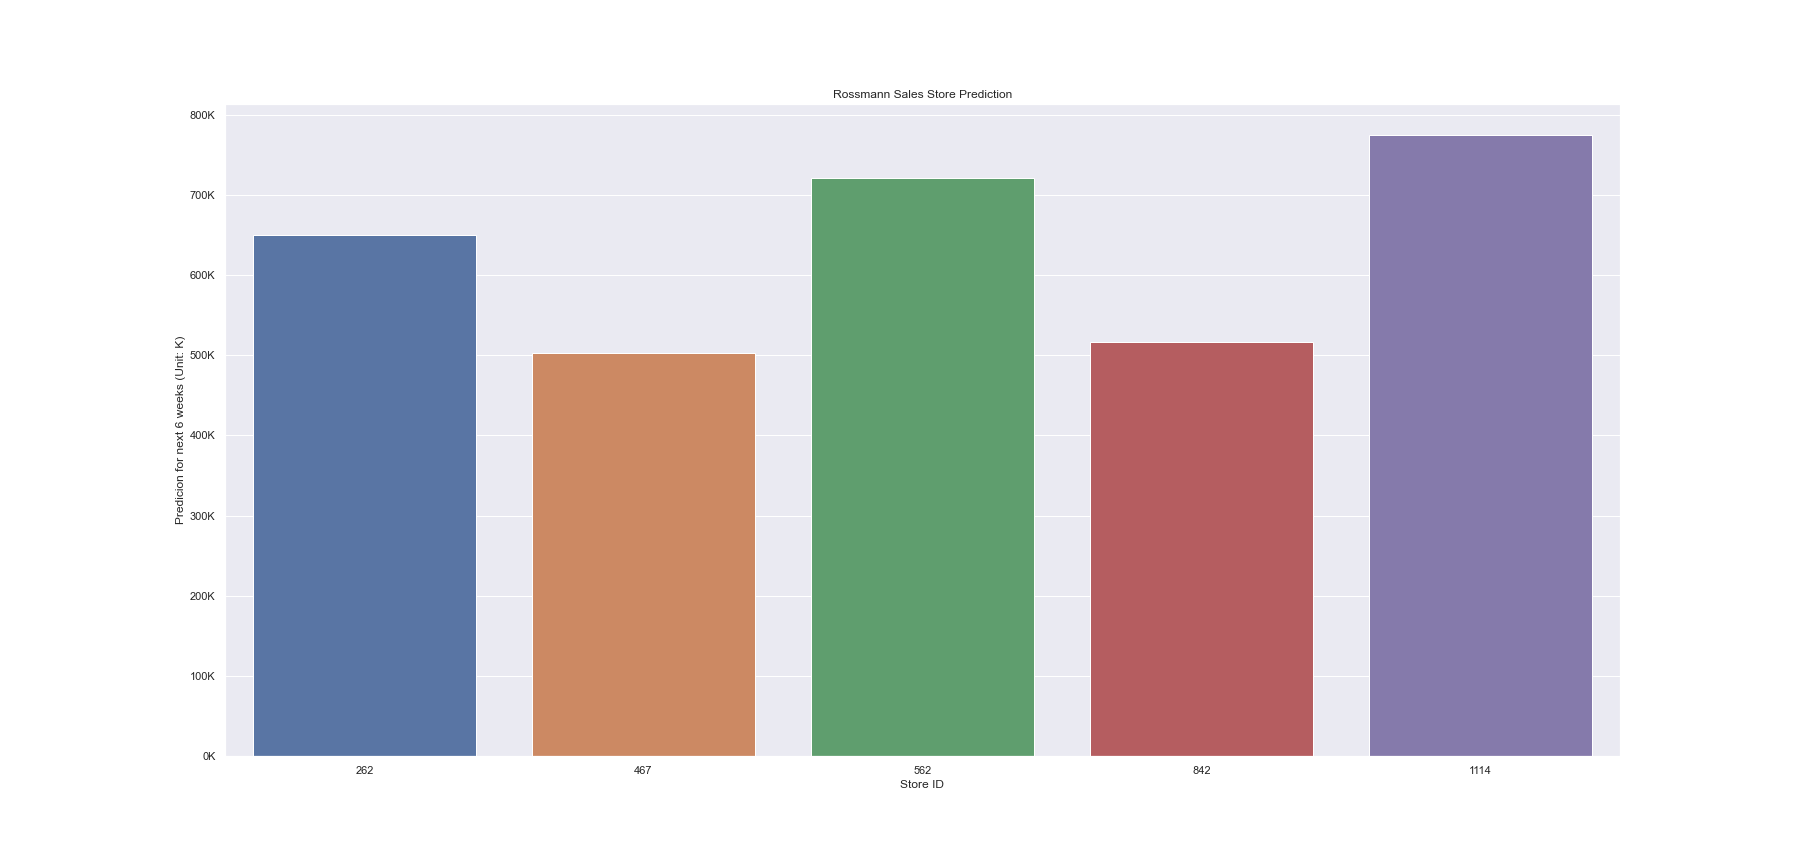 Rossmann Sales Store Prediction
800K
700K
600K
500K
400K
300K
200K
100K
0K
Predicion for next 6 weeks (Unit: K)
262 467 562 842 1114
Store ID